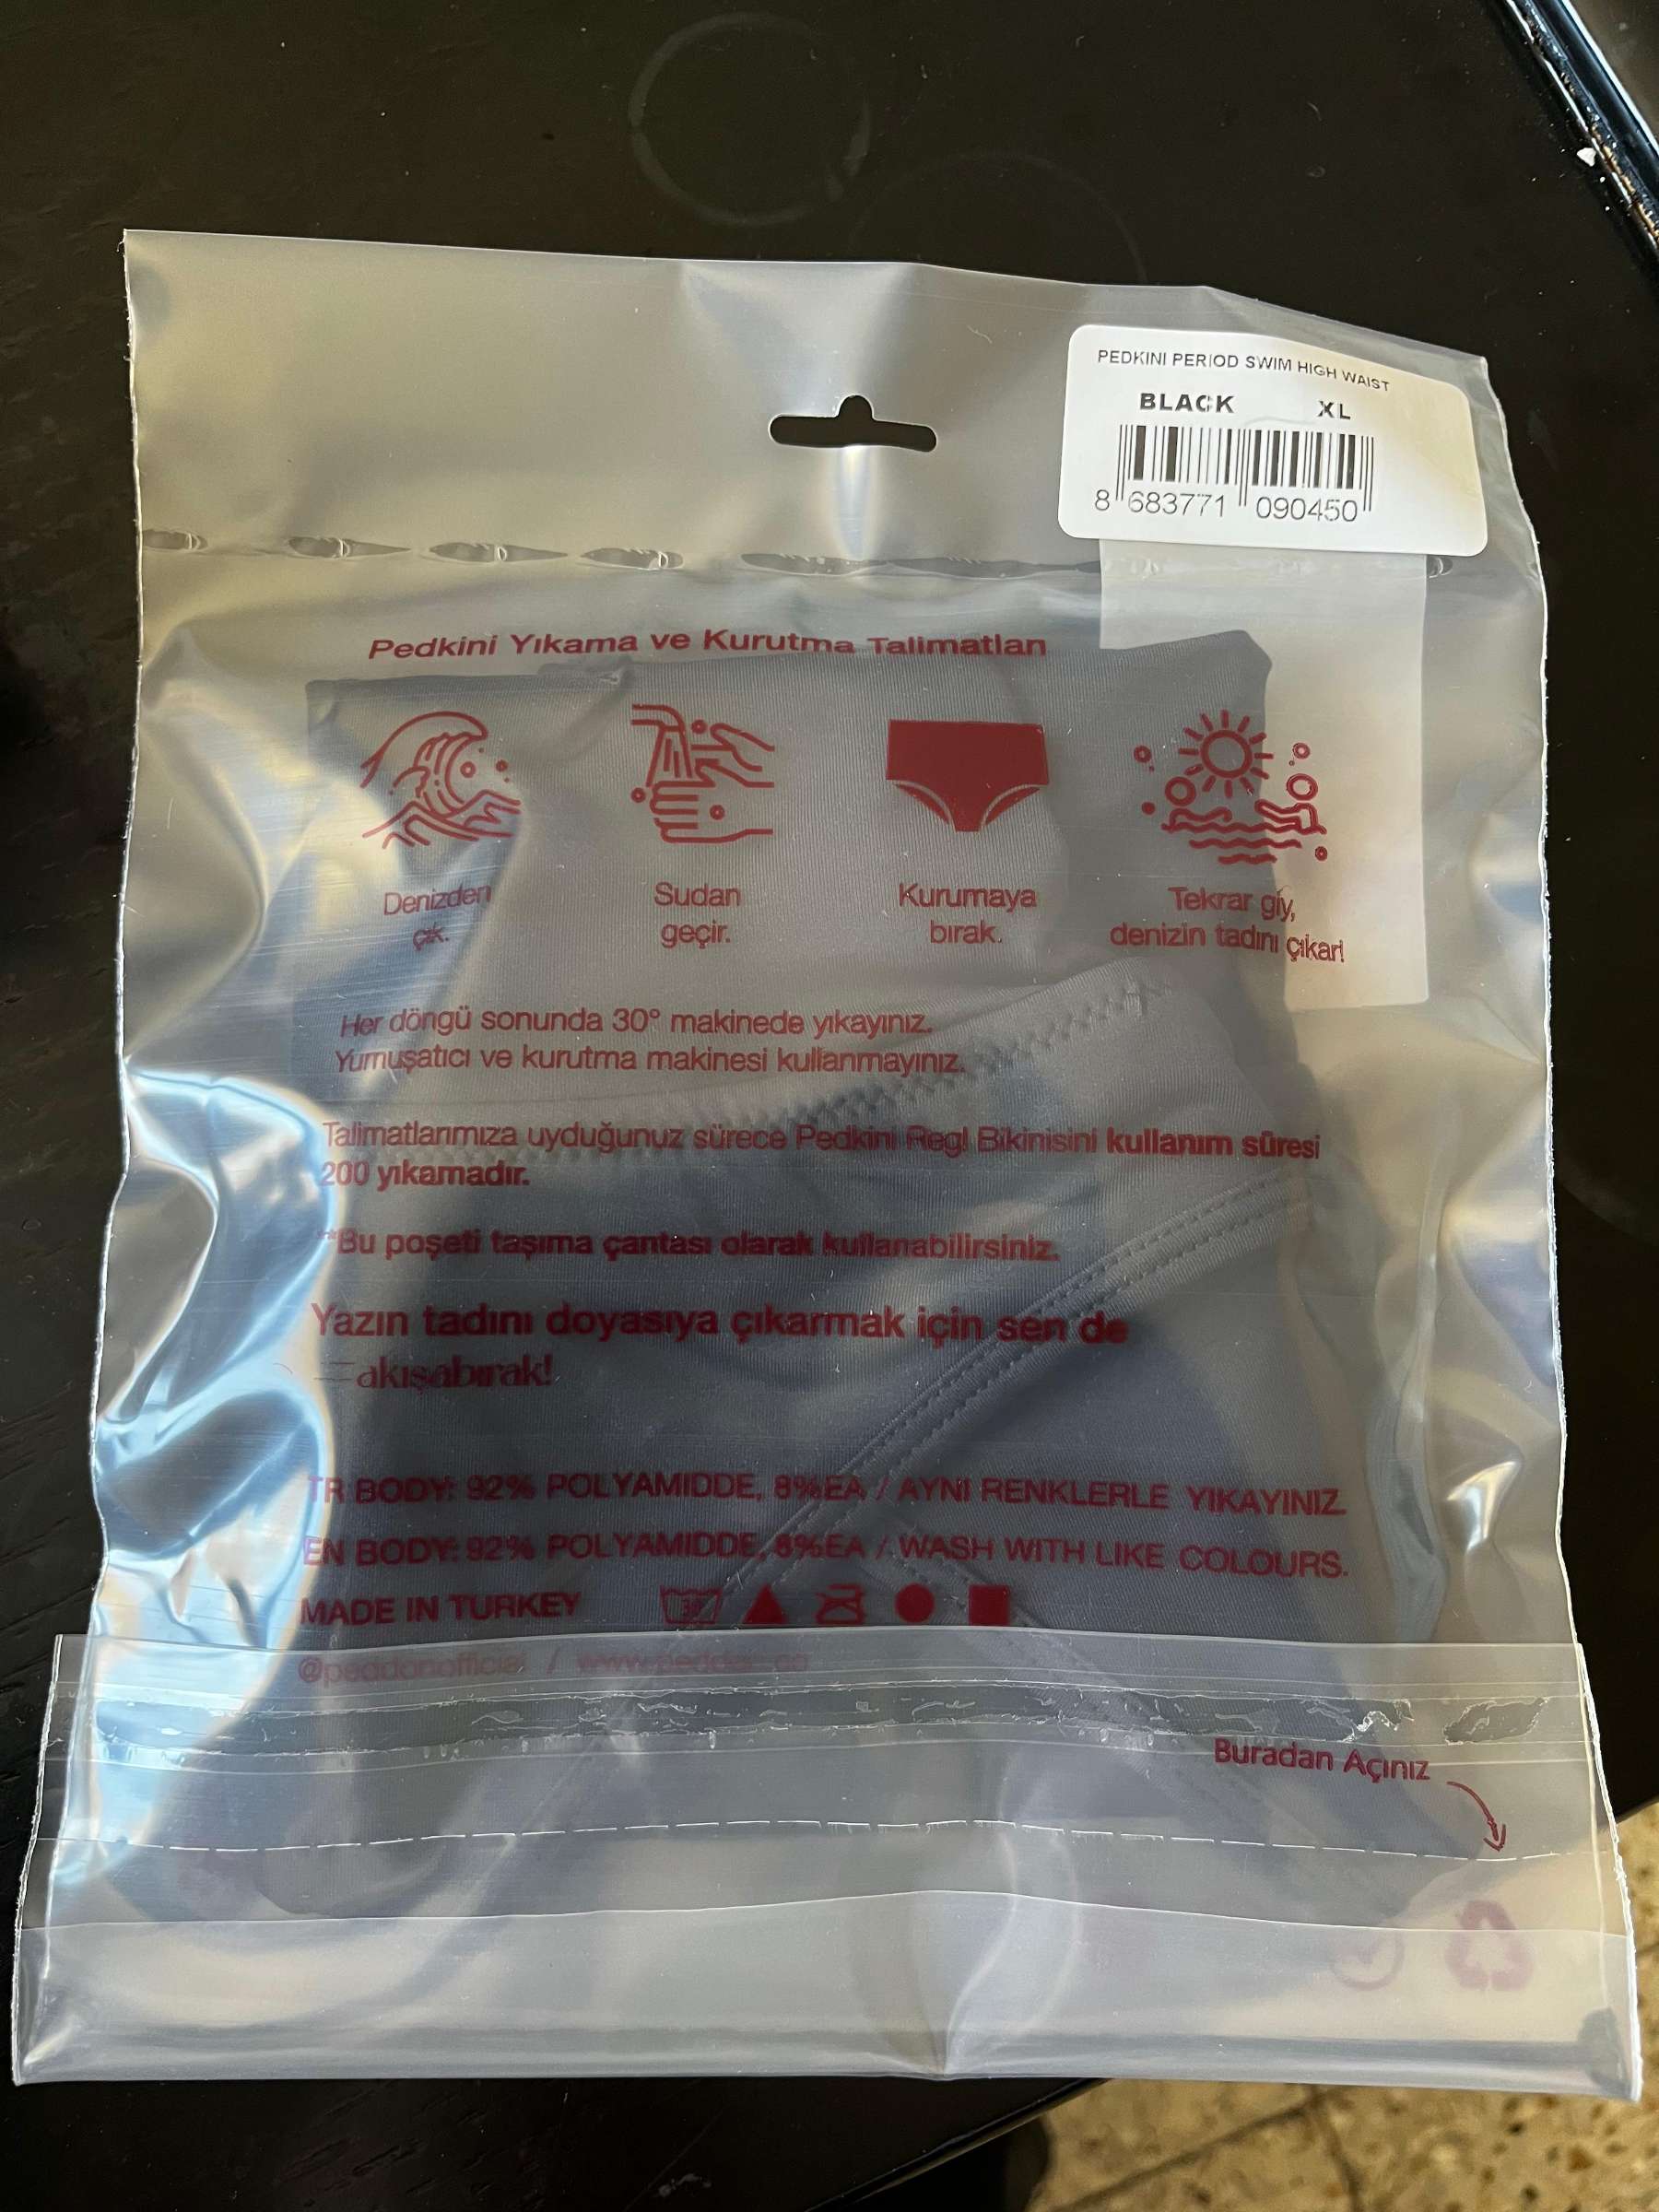 PEDKINI PERIOD SWIM HIGH WAIST
BLACK XL
8 683771 090450
Pedkini Yıkama ve Kurutma Talimatları
Denizden
çık.
Sudan
geçir.
Kurumaya
bırak.
Tekrar giy,
denizin tadını çıkar!
Her döngü sonunda 30° makinede yıkayınız.
Yumuşatıcı ve kurutma makinesi kullanmayınız.
Talimatlarımıza uyduğunuz sürece Pedkini Regl Bikinisini kullanım süresi
200 yıkamadır.
**Bu poşeti taşıma çantası olarak kullanabilirsiniz.
Yazın tadını doyasıya çıkarmak için sen de
akışabırak!
TR BODY: 92% POLYAMIDDE, 8%EA / AYNI RENKLERLE YIKAYINIZ.
EN BODY: 92% POLYAMIDDE, 8%EA / WASH WITH LIKE COLOURS.
MADE IN TURKEY 30
Buradan Açınız